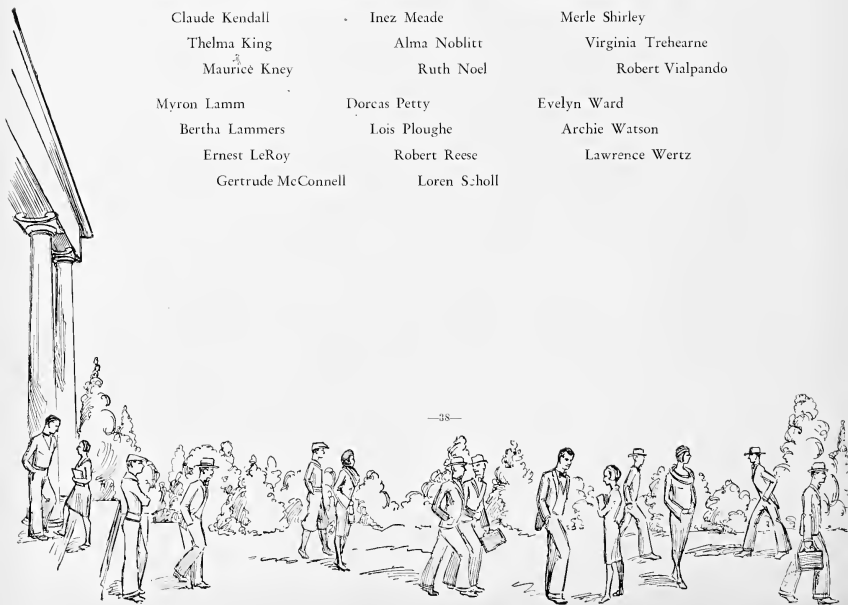 Claude Kendall Inez Meade Merle Shirley
Thelma King Alma Noblitt Virginia Trehearne
Maurice Kney Ruth Noel Robert Vialpando
Myron Lamm Dorcas Petty Evelyn Ward
Bertha Lammers Lois Ploughe Archie Watson
Ernest LeRoy Robert Reese Lawrence Wertz
Gertrude McConnell Loren Scholl
—38—